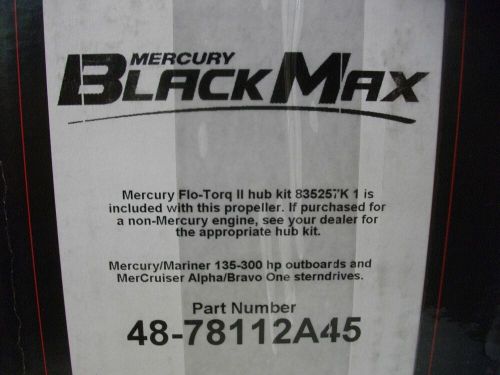 MERCURY
BLACKMAX
Mercury Flo-Torq II hub kit 835257K 1 is
included with this propeller. If purchased for
a non-Mercury engine, see your dealer for
the appropriate hub kit.
Mercury/Mariner 135-300 hp outboards and
MerCruiser Alpha/Bravo One sterndrives.
Part Number
48-78112A45